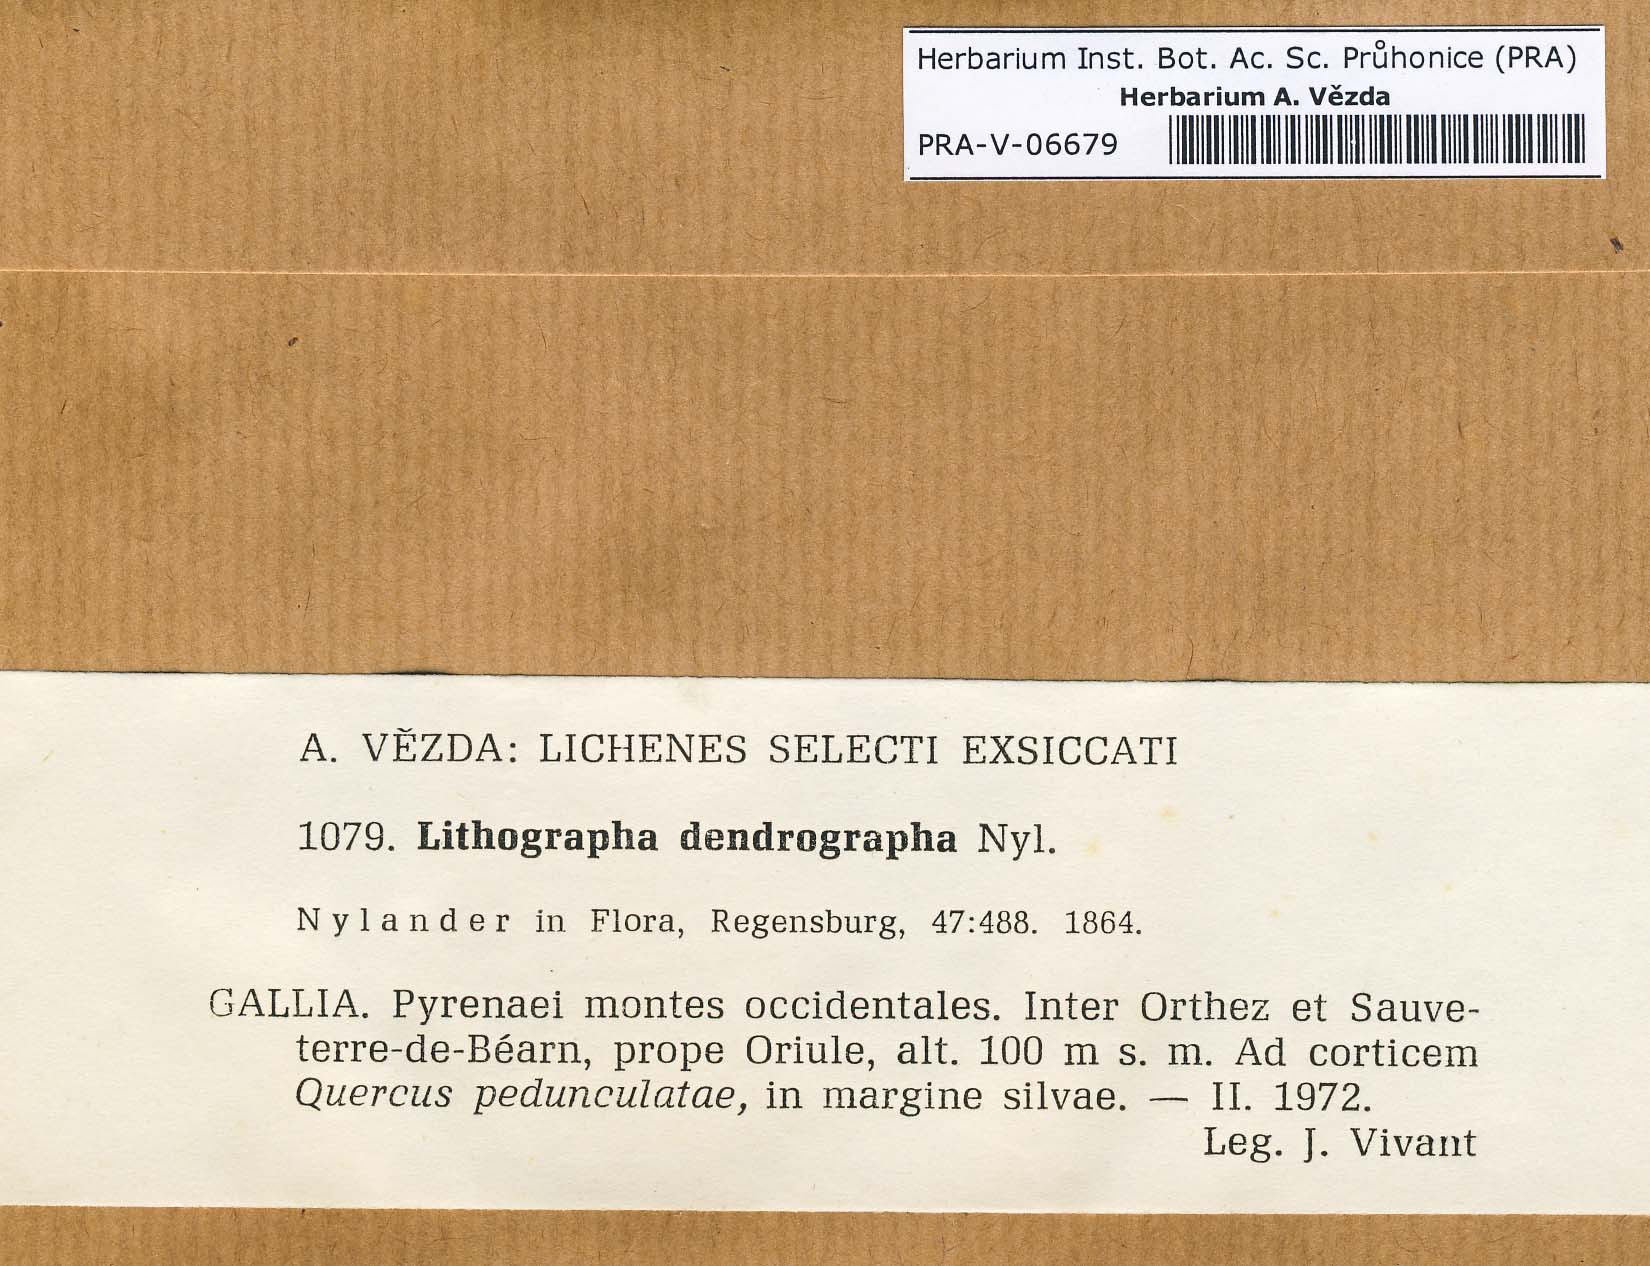 Herbarium Inst. Bot. Ac. Sc. Průhonice (PRA)
Herbarium A. Vězda
PRA-V-06679
A. VĚZDA: LICHENES SELECTI EXSICCATI
1079. Lithographa dendrographa Nyl.
Nylander in Flora, Regensburg, 47:488. 1864.
GALLIA. Pyrenaei montes occidentales. Inter Orthez et Sauve-
terre-de-Béarn, prope Oriule, alt. 100 m s. m. Ad corticem
Quercus pedunculatae, in margine silvae. — II. 1972.
Leg. J. Vivant